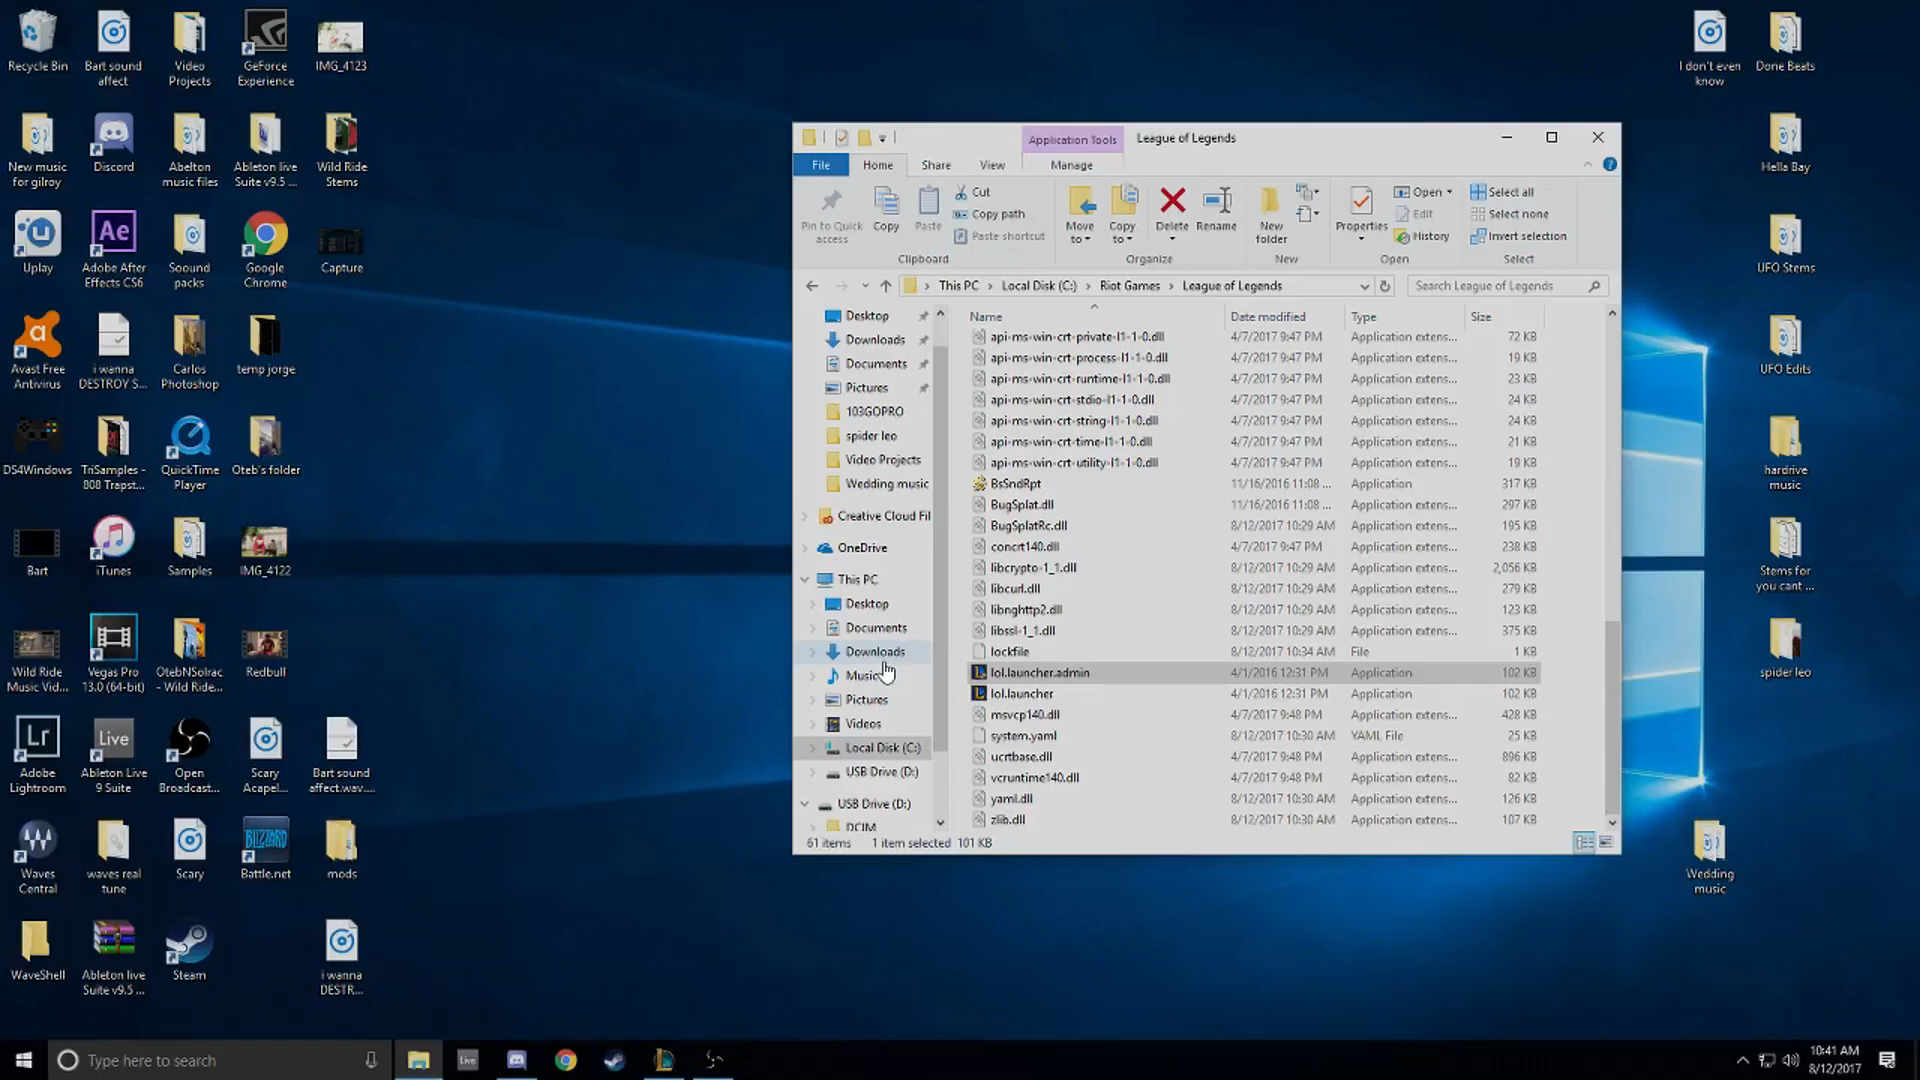 Recycle Bin
Bart sound
affect
Video
Projects
GeForce
Experience
IMG_4123
New music
for gilroy
Discord
Abelton
music files
Ableton live
Suite v9.5 ...
Wild Ride
Stems
Uplay
Adobe After
Effects CS6
Soound
packs
Google
Chrome
Capture
Avast Free
Antivirus
i wanna
DESTROY S...
Carlos
Photoshop
temp jorge
DS4Windows
TriSamples -
808 Trapst...
QuickTime
Player
Oteb's folder
Bart
iTunes
Samples
IMG_4122
Wild Ride
Music Vid...
Vegas Pro
13.0 (64-bit)
OtebNSolrac
- Wild Ride...
Redbull
Adobe
Lightroom
Ableton Live
9 Suite
Open
Broadcast...
Scary
Acapel...
Bart sound
affect.wav....
Waves
Central
waves real
tune
Scary
Battle.net
mods
WaveShell
Ableton live
Suite v9.5 ...
Steam
i wanna
DESTR...
Application Tools
League of Legends
File
Home
Share
View
Manage
Pin to Quick
access
Copy
Paste
Cut
Copy path
Paste shortcut
Clipboard
Move
to
Copy
to
Delete
Rename
Organize
New
folder
New
Properties
Open
Edit
History
Open
Select all
Select none
Invert selection
Select
This PC > Local Disk (C:) > Riot Games > League of Legends
Search League of Legends
Desktop
Downloads
Documents
Pictures
103GOPRO
spider leo
Video Projects
Wedding music
Creative Cloud Fil
OneDrive
This PC
Desktop
Documents
Downloads
Music
Pictures
Videos
Local Disk (C:)
USB Drive (D:)
USB Drive (D:)
DCIM
Name Date modified Type Size
api-ms-win-crt-private-l1-1-0.dll 4/7/2017 9:47 PM Application extens... 72 KB
api-ms-win-crt-process-l1-1-0.dll 4/7/2017 9:47 PM Application extens... 19 KB
api-ms-win-crt-runtime-l1-1-0.dll 4/7/2017 9:47 PM Application extens... 23 KB
api-ms-win-crt-stdio-l1-1-0.dll 4/7/2017 9:47 PM Application extens... 24 KB
api-ms-win-crt-string-l1-1-0.dll 4/7/2017 9:47 PM Application extens... 24 KB
api-ms-win-crt-time-l1-1-0.dll 4/7/2017 9:47 PM Application extens... 21 KB
api-ms-win-crt-utility-l1-1-0.dll 4/7/2017 9:47 PM Application extens... 19 KB
BsSndRpt 11/16/2016 11:08 ... Application 317 KB
BugSplat.dll 11/16/2016 11:08 ... Application extens... 297 KB
BugSplatRc.dll 8/12/2017 10:29 AM Application extens... 195 KB
concrt140.dll 4/7/2017 9:47 PM Application extens... 238 KB
libcrypto-1_1.dll 8/12/2017 10:29 AM Application extens... 2,056 KB
libcurl.dll 8/12/2017 10:29 AM Application extens... 279 KB
libnghttp2.dll 8/12/2017 10:29 AM Application extens... 123 KB
libssl-1_1.dll 8/12/2017 10:29 AM Application extens... 375 KB
lockfile 8/12/2017 10:34 AM File 1 KB
lol.launcher.admin 4/1/2016 12:31 PM Application 102 KB
lol.launcher 4/1/2016 12:31 PM Application 102 KB
msvcp140.dll 4/7/2017 9:48 PM Application extens... 428 KB
system.yaml 8/12/2017 10:30 AM YAML File 25 KB
ucrtbase.dll 4/7/2017 9:48 PM Application extens... 896 KB
vcruntime140.dll 4/7/2017 9:48 PM Application extens... 82 KB
yaml.dll 8/12/2017 10:30 AM Application extens... 126 KB
zlib.dll 8/12/2017 10:30 AM Application extens... 107 KB
61 items 1 item selected 101 KB
I don't even
know
Done Beats
Hella Bay
UFO Stems
UFO Edits
hardrive
music
Stems for
you cant ...
spider leo
Wedding
music
Type here to search
Live
10:41 AM
8/12/2017